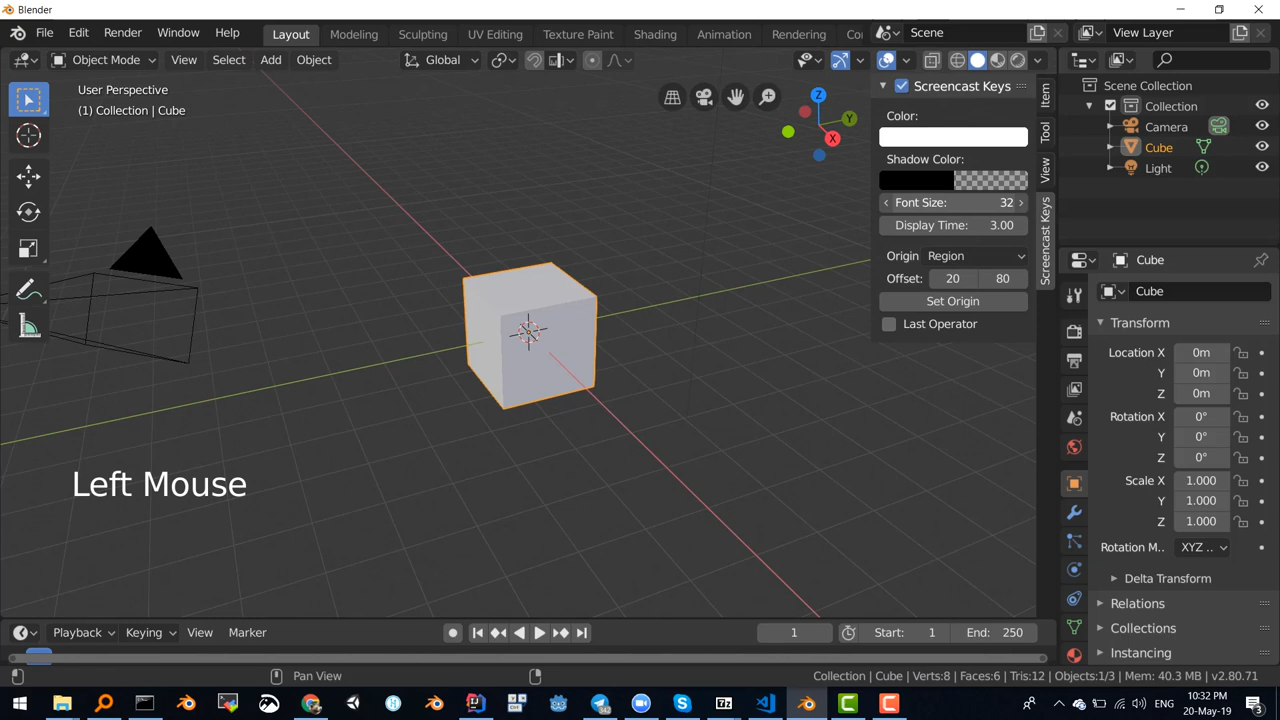 Blender
File Edit Render Window Help Layout Modeling Sculpting UV Editing Texture Paint Shading Animation Rendering Co Scene View Layer
Object Mode View Select Add Object Global
User Perspective
(1) Collection | Cube
Z
Y
X
Screencast Keys
Color:
Shadow Color:
Font Size: 32
Display Time: 3.00
Origin Region
Offset: 20 80
Set Origin
Last Operator
Item
Tool
View
Screencast Keys
Scene Collection
Collection
Camera
Cube
Light
Cube
Cube
Transform
Location X 0m
Y 0m
Z 0m
Rotation X 0°
Y 0°
Z 0°
Scale X 1.000
Y 1.000
Z 1.000
Rotation M.. XYZ ..
Delta Transform
Relations
Collections
Instancing
Left Mouse
Playback Keying View Marker 1 Start: 1 End: 250
Pan View
Collection | Cube | Verts:8 | Faces:6 | Tris:12 | Objects:1/3 | Mem: 40.3 MB | v2.80.71
10:32 PM
20-May-19